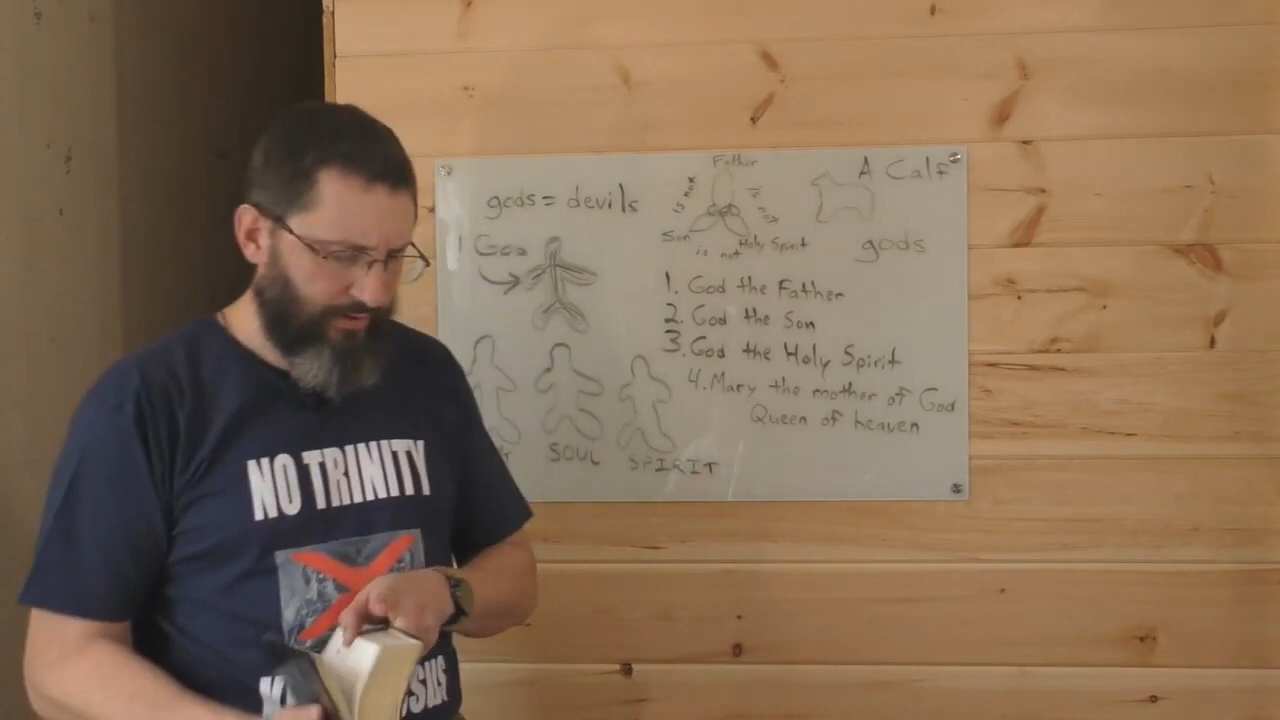 gods = devils
1 God
SOUL
SPIRIT
Father
is not
is not
Son
Holy Spirit
is not
A Calf
gods
1. God the Father
2. God the Son
3. God the Holy Spirit
4. Mary the mother of God
Queen of heaven
NO TRINITY